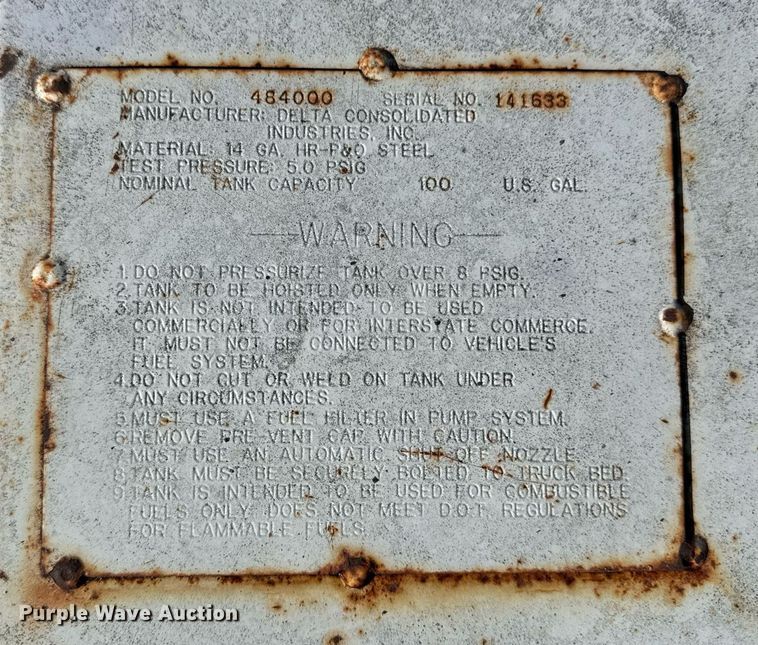 MODEL NO. 484000 SERIAL NO. 141633
MANUFACTURER: DELTA CONSOLIDATED
INDUSTRIES, INC.
MATERIAL: 14 GA. HR-P&O STEEL
TEST PRESSURE: 5.0 PSIG
NOMINAL TANK CAPACITY 100 U.S. GAL.
WARNING
1. DO NOT PRESSURIZE TANK OVER 8 PSIG.
2. TANK TO BE HOISTED ONLY WHEN EMPTY.
3. TANK IS NOT INTENDED TO BE USED
COMMERCIALLY OR FOR INTERSTATE COMMERCE.
IT MUST NOT BE CONNECTED TO VEHICLE'S
FUEL SYSTEM.
4. DO NOT CUT OR WELD ON TANK UNDER
ANY CIRCUMSTANCES.
5. MUST USE A FUEL FILTER IN PUMP SYSTEM.
6. REMOVE PRE-VENT CAP WITH CAUTION.
7. MUST USE AN AUTOMATIC SHUT-OFF NOZZLE.
8. TANK MUST BE SECURELY BOLTED TO TRUCK BED.
9. TANK IS INTENDED TO BE USED FOR COMBUSTIBLE
FUELS ONLY. DOES NOT MEET D.O.T. REGULATIONS
FOR FLAMMABLE FUELS.
Purple Wave Auction